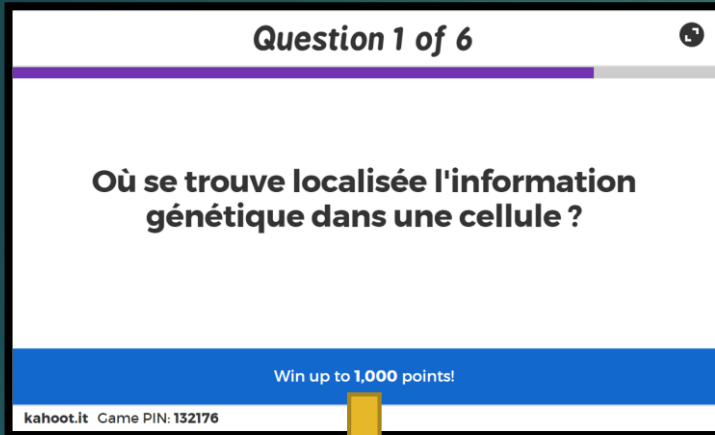 Question 1 of 6
Où se trouve localisée l'information
génétique dans une cellule ?
Win up to 1,000 points!
kahoot.it Game PIN: 132176